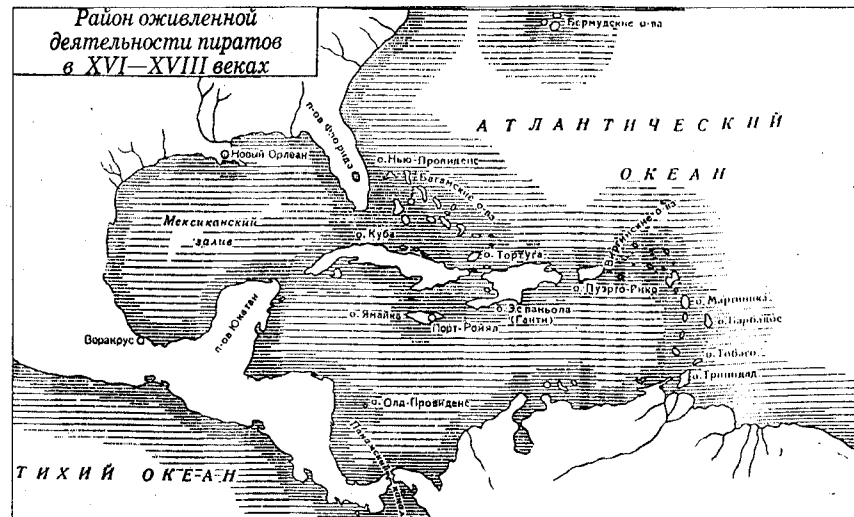 Район оживленной
деятельности пиратов
в XVI—XVIII веках
Бермудские о-ва
АТЛАНТИЧЕСКИЙ
ОКЕАН
п-ов Флорида
Новый Орлеан
о. Нью-Провиденс
Багамские о-ва
Мексиканский
залив
о. Куба
о. Тортуга
Виргинские о-ва
о. Пуэрто-Рико
о. Мартиника
о. Барбадос
о. Эспаньола
(Гаити)
о. Ямайка
Порт-Ройял
Веракрус
п-ов Юкатан
о. Тобаго
о. Тринидад
о. Олд-Провиденс
Панамский канал
ТИХИЙ ОКЕАН